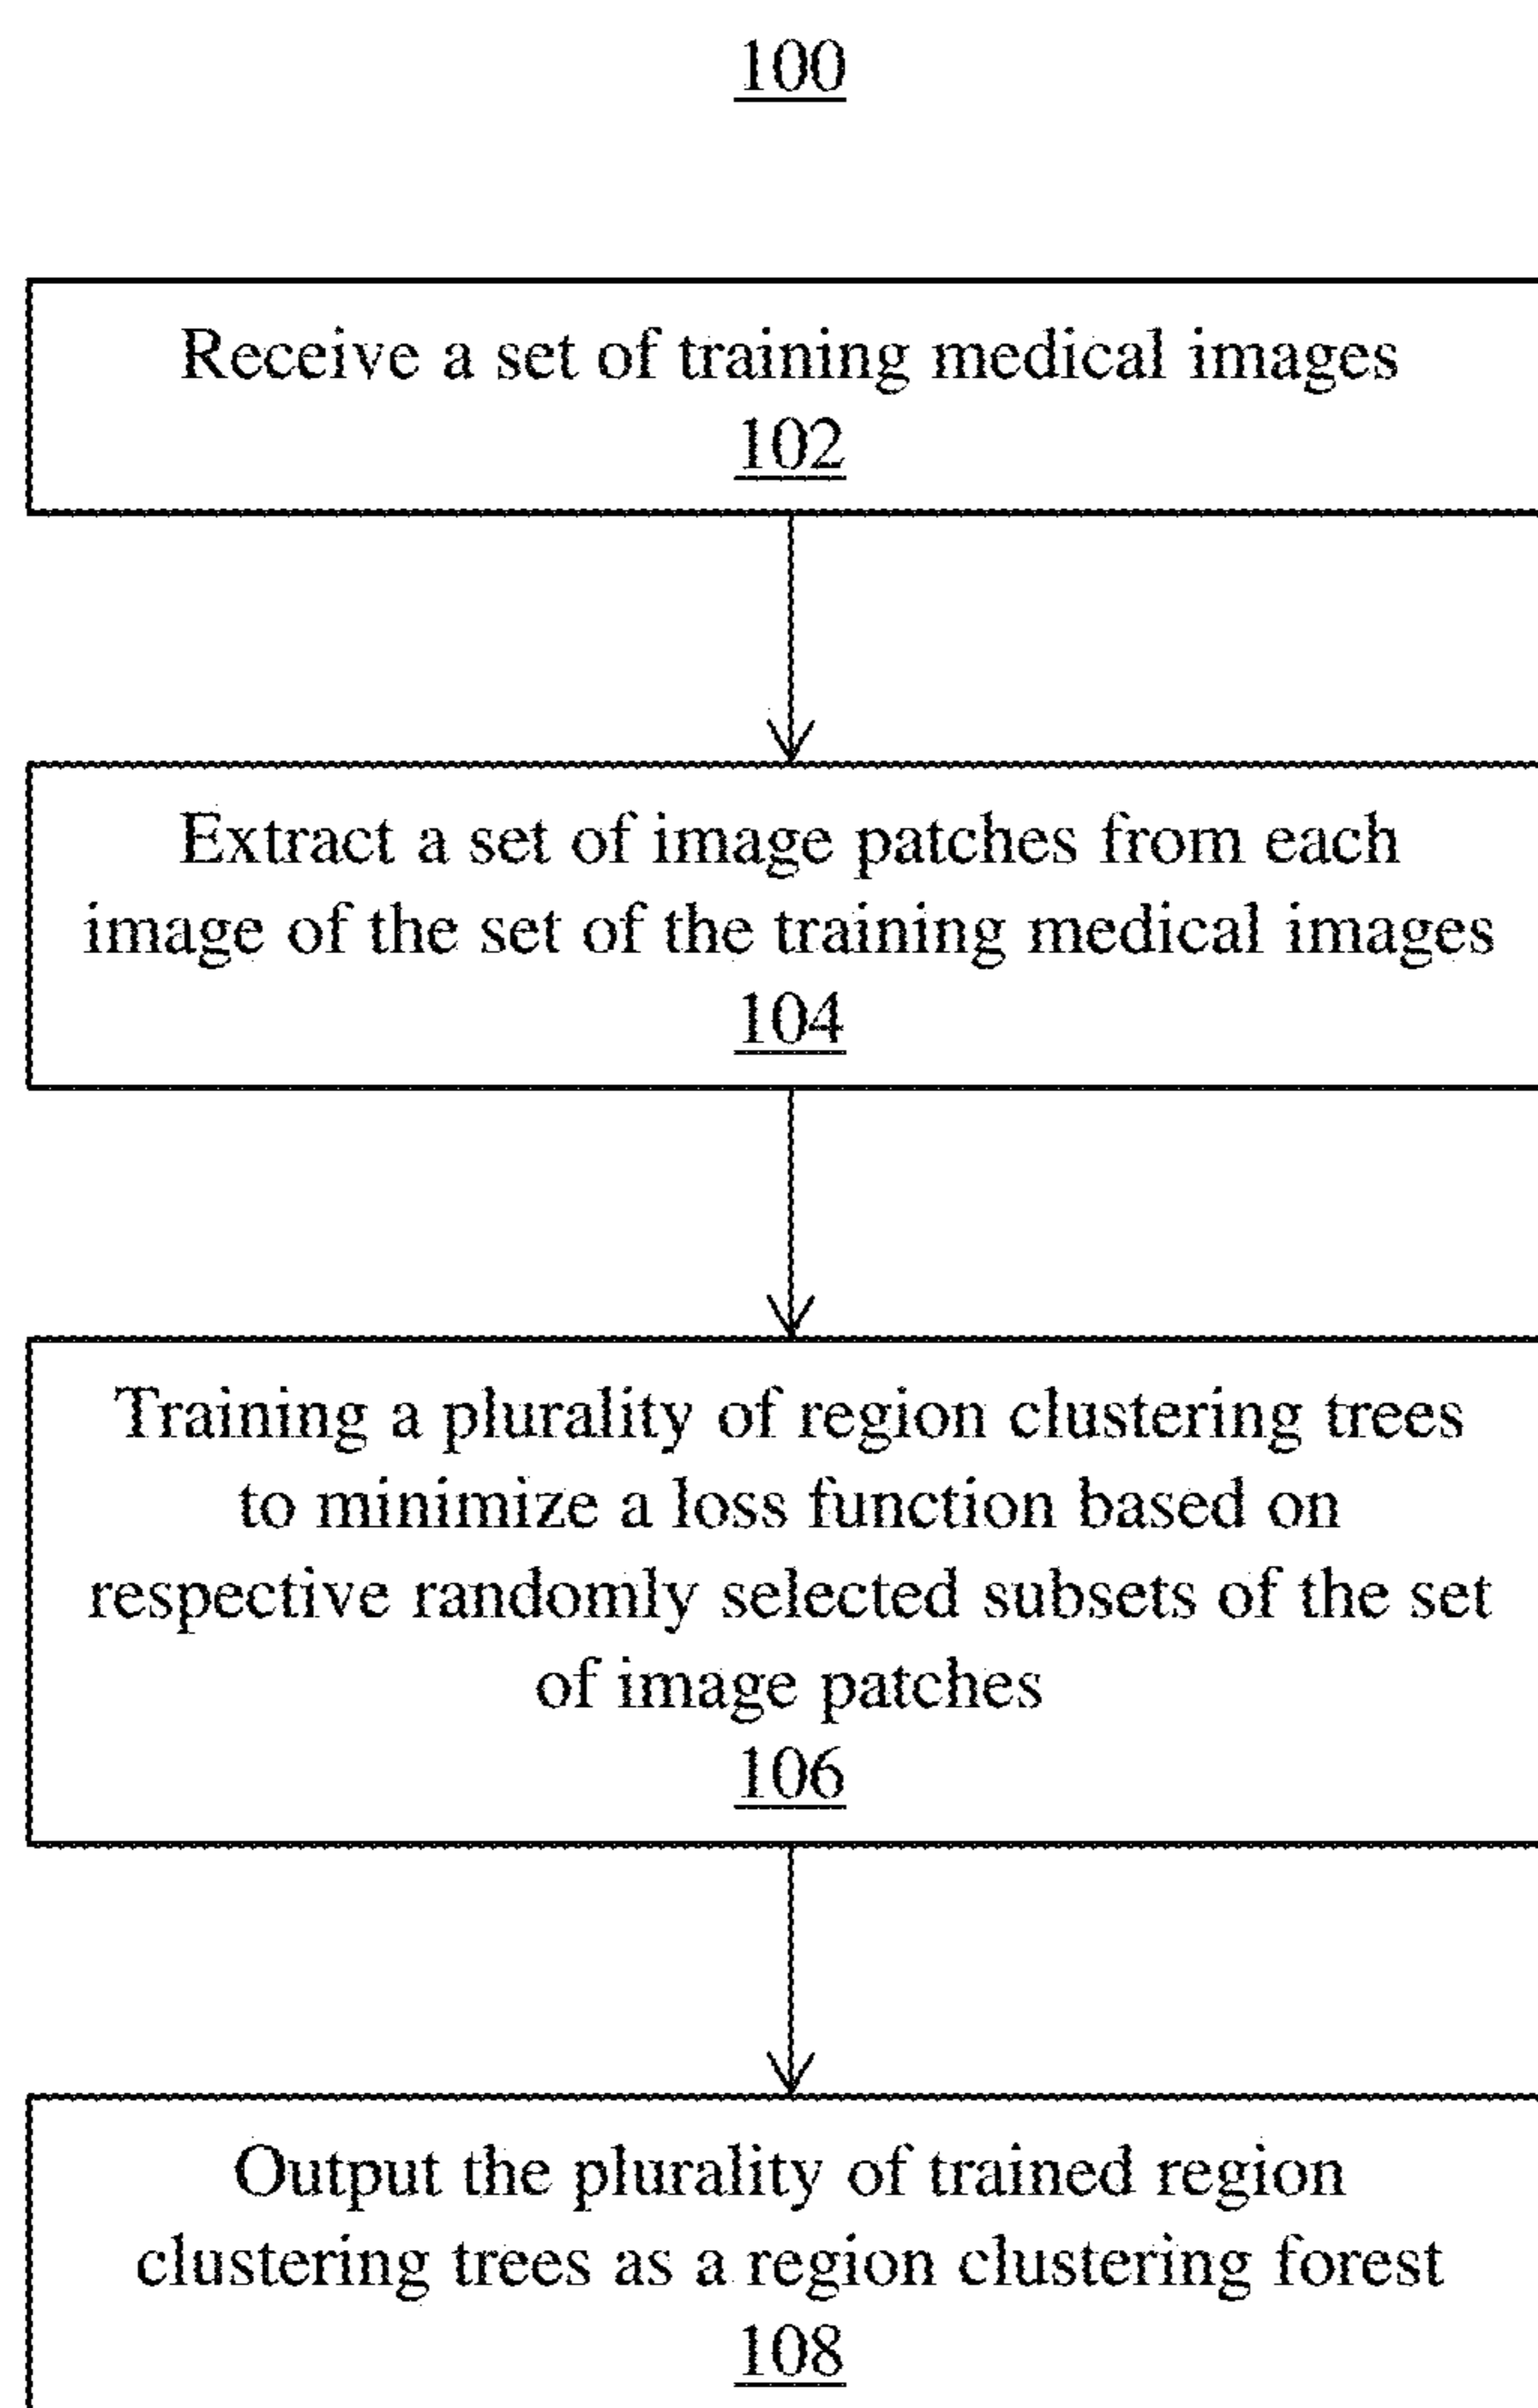 100
Receive a set of training medical images
102
Extract a set of image patches from each
image of the set of the training medical images
104
Training a plurality of region clustering trees
to minimize a loss function based on
respective randomly selected subsets of the set
of image patches
106
Output the plurality of trained region
clustering trees as a region clustering forest
108